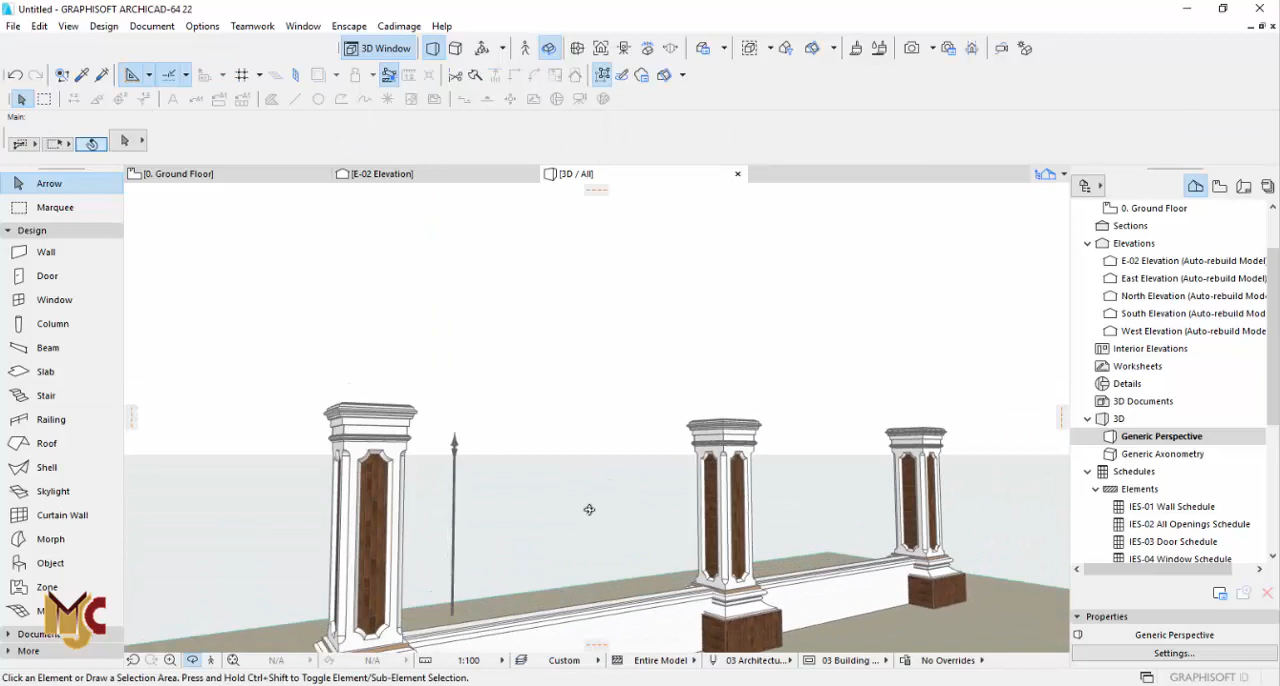 Untitled - GRAPHISOFT ARCHICAD-64 22
File Edit View Design Document Options Teamwork Window Enscape Cadimage Help
3D Window
Main:
[0. Ground Floor]
[E-02 Elevation]
[3D / All]
Arrow
Marquee
Design
Wall
Door
Window
Column
Beam
Slab
Stair
Railing
Roof
Shell
Skylight
Curtain Wall
Morph
Object
Zone
More
0. Ground Floor
Sections
Elevations
E-02 Elevation (Auto-rebuild Model)
East Elevation (Auto-rebuild Model)
North Elevation (Auto-rebuild Mode
South Elevation (Auto-rebuild Mod
West Elevation (Auto-rebuild Mode
Interior Elevations
Worksheets
Details
3D Documents
3D
Generic Perspective
Generic Axonometry
Schedules
Elements
IES-01 Wall Schedule
IES-02 All Openings Schedule
IES-03 Door Schedule
IES-04 Window Schedule
Properties
Generic Perspective
Settings...
N/A N/A 1:100 Custom Entire Model 03 Architectu... 03 Building ... No Overrides
Click an Element or Draw a Selection Area. Press and Hold Ctrl+Shift to Toggle Element/Sub-Element Selection.
GRAPHISOFT ID